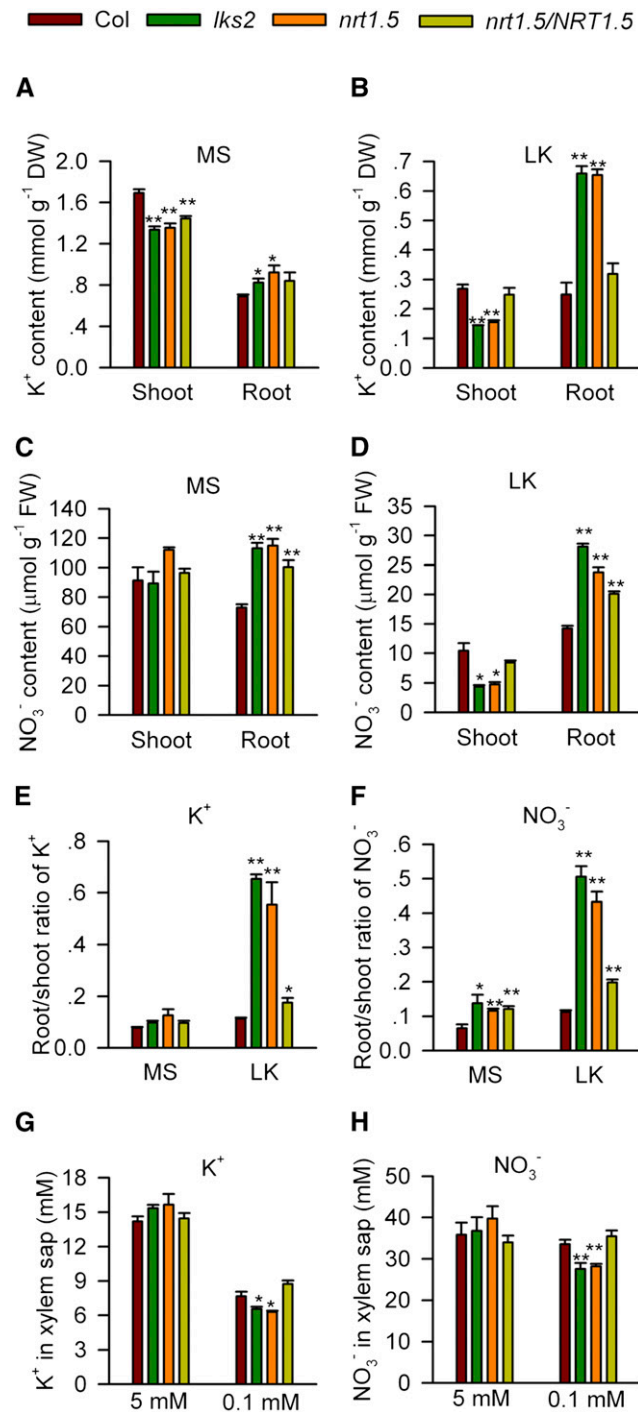 Col lks2 nrt1.5 nrt1.5/NRT1.5
A
MS
K⁺ content (mmol g⁻¹ DW)
2.0
1.6
1.2
.8
.4
0.0
** ** **
* *
Shoot Root
B
LK
K⁺ content (mmol g⁻¹ DW)
.7
.6
.5
.4
.3
.2
.1
0.0
** **
** **
Shoot Root
C
MS
NO₃⁻ content (μmol g⁻¹ FW)
140
120
100
80
60
40
20
0
** ** **
Shoot Root
D
LK
NO₃⁻ content (μmol g⁻¹ FW)
35
30
25
20
15
10
5
0
* *
** ** **
Shoot Root
E
K⁺
Root/shoot ratio of K⁺
.8
.6
.4
.2
0.0
** ** *
MS LK
F
NO₃⁻
Root/shoot ratio of NO₃⁻
.6
.5
.4
.3
.2
.1
0.0
* ** **
** ** **
MS LK
G
K⁺
K⁺ in xylem sap (mM)
18
15
12
9
6
3
0
* *
5 mM 0.1 mM
H
NO₃⁻
NO₃⁻ in xylem sap (mM)
50
40
30
20
10
0
** **
5 mM 0.1 mM